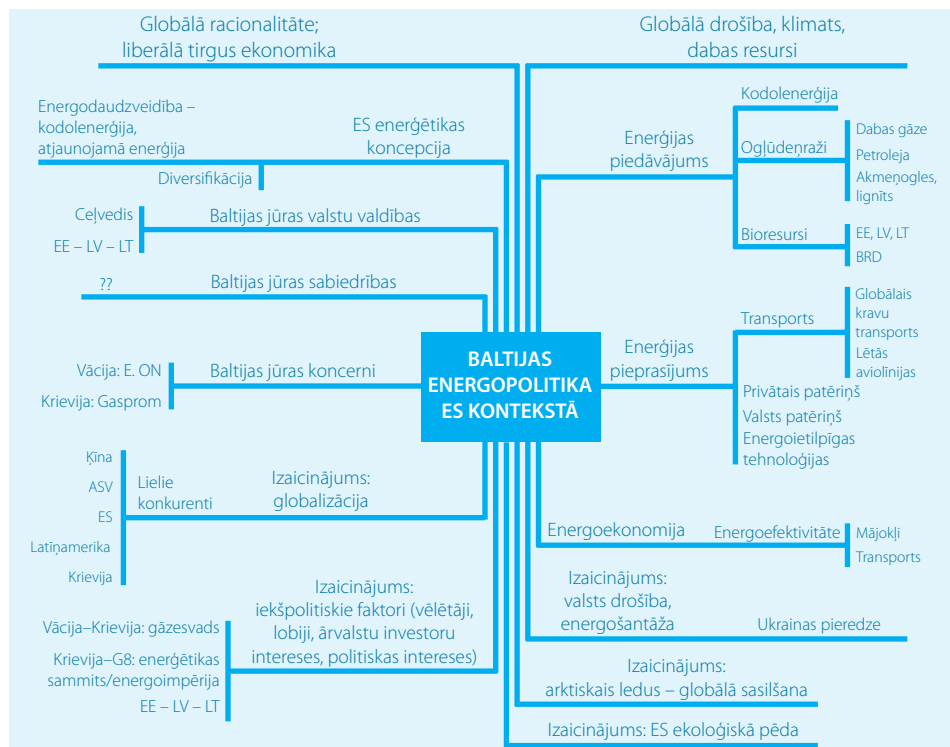 Globālā racionalitāte;
liberālā tirgus ekonomika
Energodaudzveidība –
kodolenerģija,
atjaunojamā enerģija
ES enerģētikas
koncepcija
Diversifikācija
Ceļvedis
EE – LV – LT
Baltijas jūras valstu valdības
??
Baltijas jūras sabiedrības
Vācija: E. ON
Krievija: Gasprom
Baltijas jūras koncerni
Ķīna
ASV
ES
Latīņamerika
Krievija
Lielie
konkurenti
Izaicinājums:
globalizācija
Izaicinājums:
iekšpolitiskie faktori (vēlētāji,
lobiji, ārvalstu investoru
intereses, politiskas intereses)
Vācija–Krievija: gāzesvads
Krievija–G8: enerģētikas
sammits/energoimpērija
EE – LV – LT
BALTIJAS
ENERGOPOLITIKA
ES KONTEKSTĀ
Globālā drošība, klimats,
dabas resursi
Enerģijas
piedāvājums
Kodolenerģija
Ogļūdeņraži
Dabas gāze
Petroleja
Akmeņogles,
lignīts
Bioresursi
EE, LV, LT
BRD
Enerģijas
pieprasījums
Transports
Globālais
kravu
transports
Lētās
aviolīnijas
Privātais patēriņš
Valsts patēriņš
Energoietilpīgas
tehnoloģijas
Energoekonomija
Energoefektivitāte
Mājokļi
Transports
Izaicinājums:
valsts drošība,
energošantāža
Ukrainas pieredze
Izaicinājums:
arktiskais ledus – globālā sasilšana
Izaicinājums: ES ekoloģiskā pēda